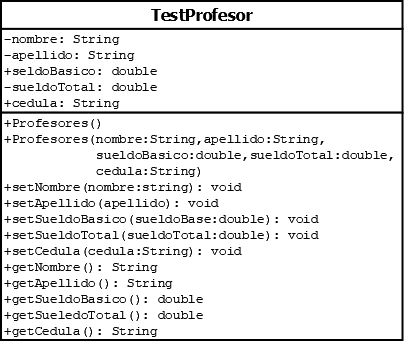 TestProfesor
-nombre: String
-apellido: String
+seldoBasico: double
-sueldoTotal: double
+cedula: String
+Profesores()
+Profesores(nombre:String,apellido:String,
sueldoBasico:double,sueldoTotal:double,
cedula:String)
+setNombre(nombre:string): void
+setApellido(apellido): void
+setSueldoBasico(sueldoBase:double): void
+setSueldoTotal(sueldoTotal:double): void
+setCedula(cedula:String): void
+getNombre(): String
+getApellido(): String
+getSueldoBasico(): double
+getSueledoTotal(): double
+getCedula(): String